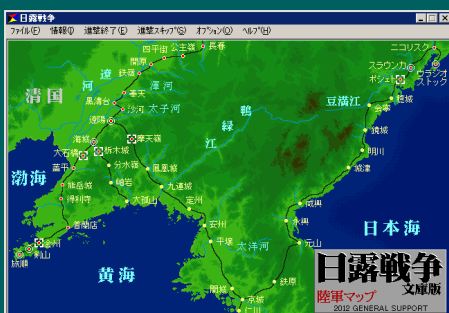 日露戦争
ファイル(F) 情報(I) 進撃終了(E) 進撃スキップ(S) オプション(O) ヘルプ(H)
公主嶺 長春
四平街
開原
鉄嶺
遼河
渾河
奉天
清国
黒溝台
沙河
太子河
遼陽
海城
摩天嶺
大石橋
栃木城
分水嶺
蓋平
渤海
熊岳城
岫岩
鳳凰城
九連城
得利寺
大孤山
定州
普蘭店
金州
剣山
旅順
黄海
鴨緑江
安州
平壌
大洋河
開城
京城
仁川
鉄原
元山
永興
咸興
城津
明川
鏡城
会寧
豆満江
ニコリスク
スラウンカ
ポシェト
ウラジオストック
日本海
日露戦争
文庫版
陸軍マップ
2012 GENERAL SUPPORT